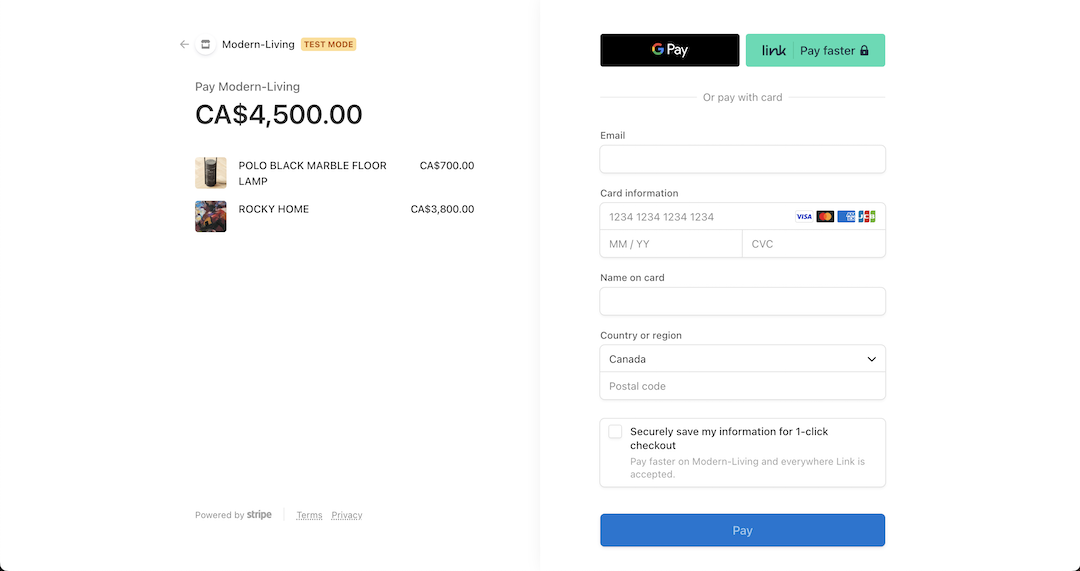 Modern-Living TEST MODE
Pay Modern-Living
CA$4,500.00
POLO BLACK MARBLE FLOOR CA$700.00
LAMP
ROCKY HOME CA$3,800.00
Powered by stripe Terms Privacy
G Pay link Pay faster
Or pay with card
Email
Card information
1234 1234 1234 1234 VISA AMEX JCB
MM / YY CVC
Name on card
Country or region
Canada
Postal code
Securely save my information for 1-click
checkout
Pay faster on Modern-Living and everywhere Link is
accepted.
Pay